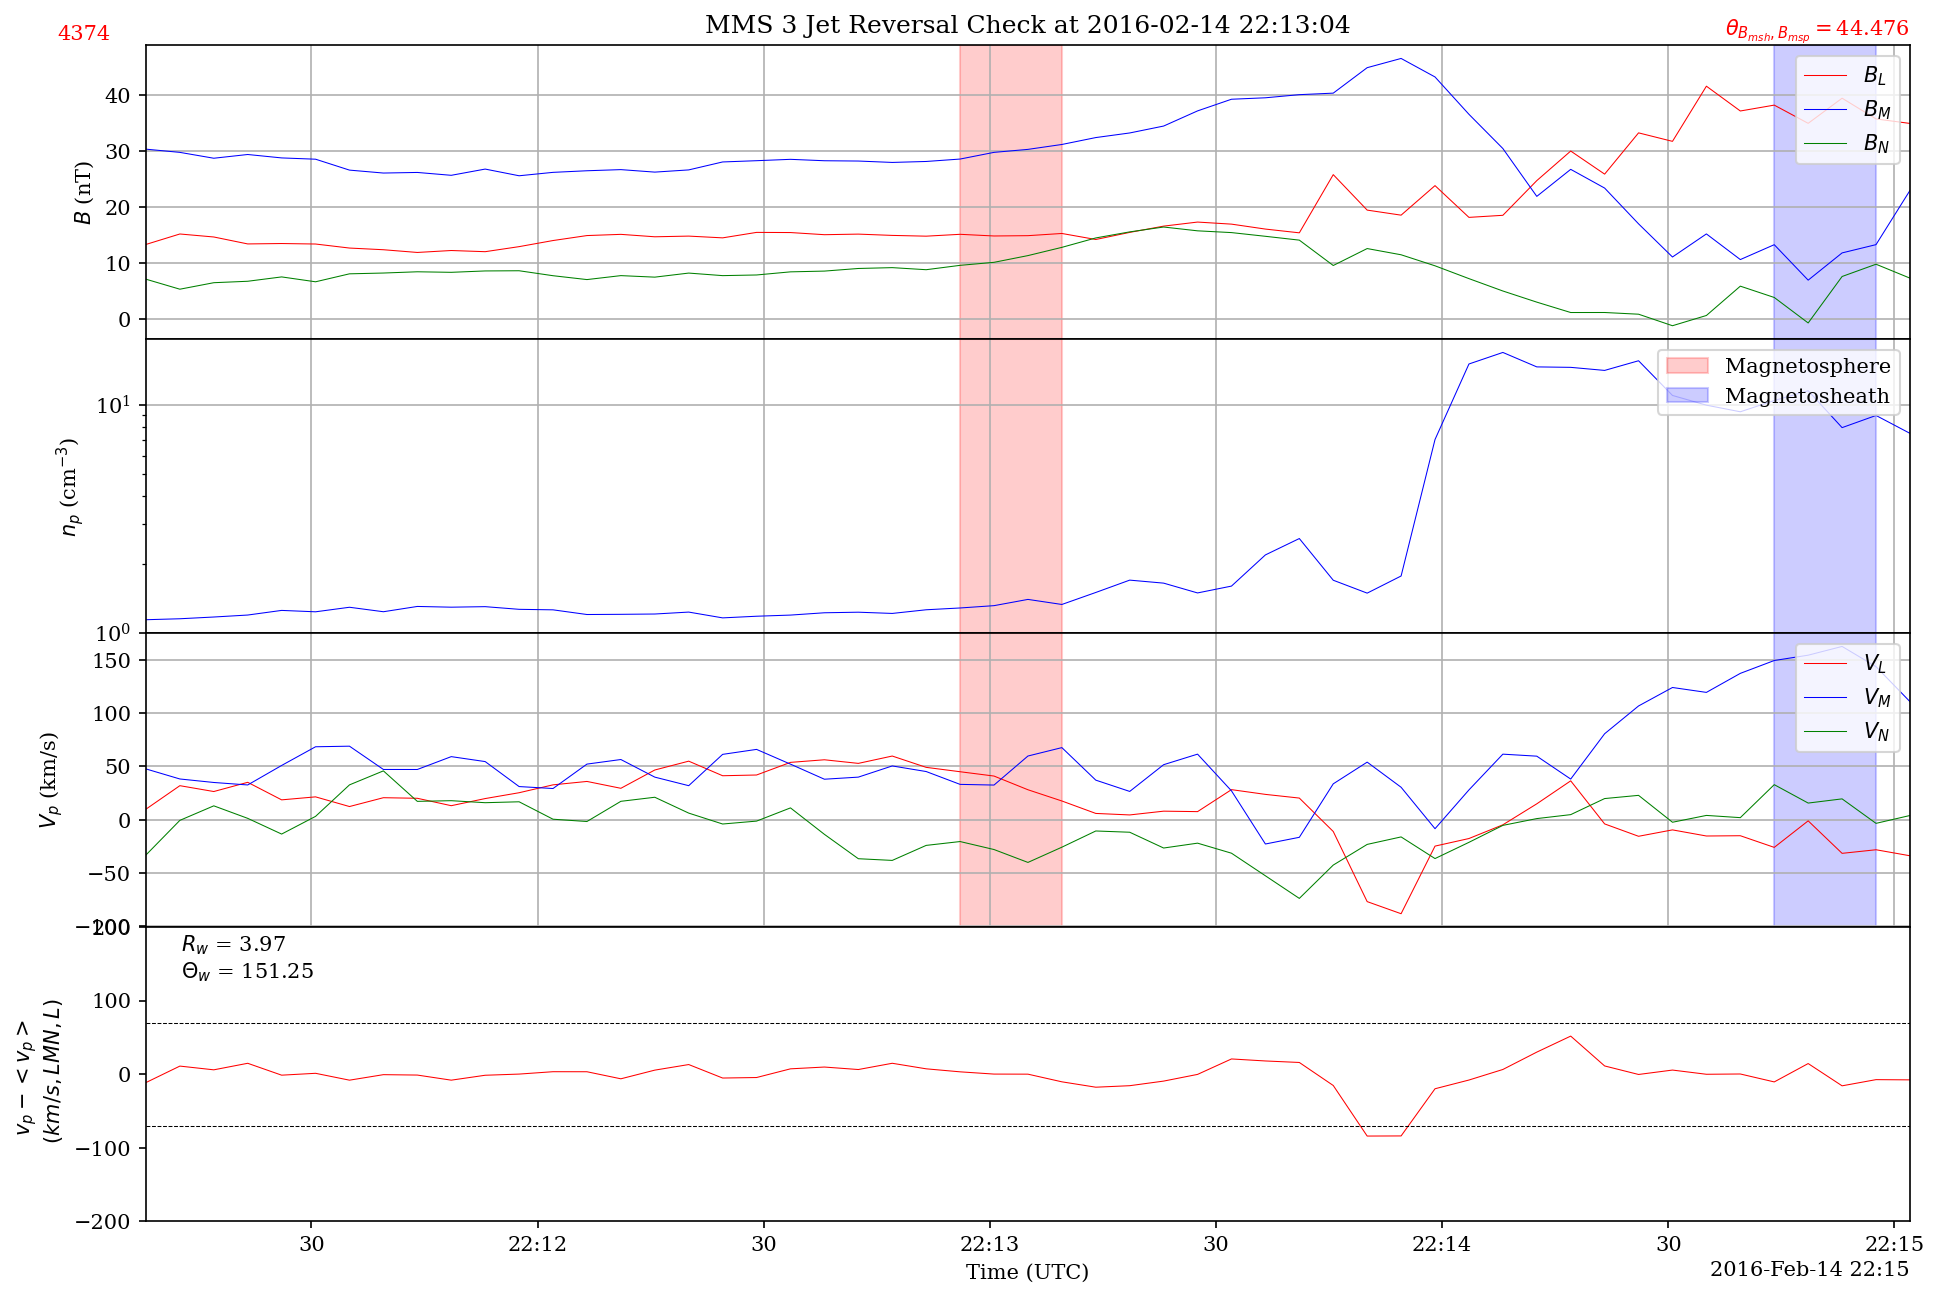 4374
MMS 3 Jet Reversal Check at 2016-02-14 22:13:04
θ_{B_{msh}, B_{msp}} = 44.476
B (nT)
40
30
20
10
0
B_L
B_M
B_N
n_p (cm^{−3})
10^1
10^0
Magnetosphere
Magnetosheath
V_p (km/s)
150
100
50
0
−50
−100
V_L
V_M
V_N
v_p − < v_p >
(km/s, LMN, L)
200
100
0
−100
−200
R_w = 3.97
Θ_w = 151.25
30
22:12
30
22:13
30
22:14
30
22:15
Time (UTC)
2016-Feb-14 22:15